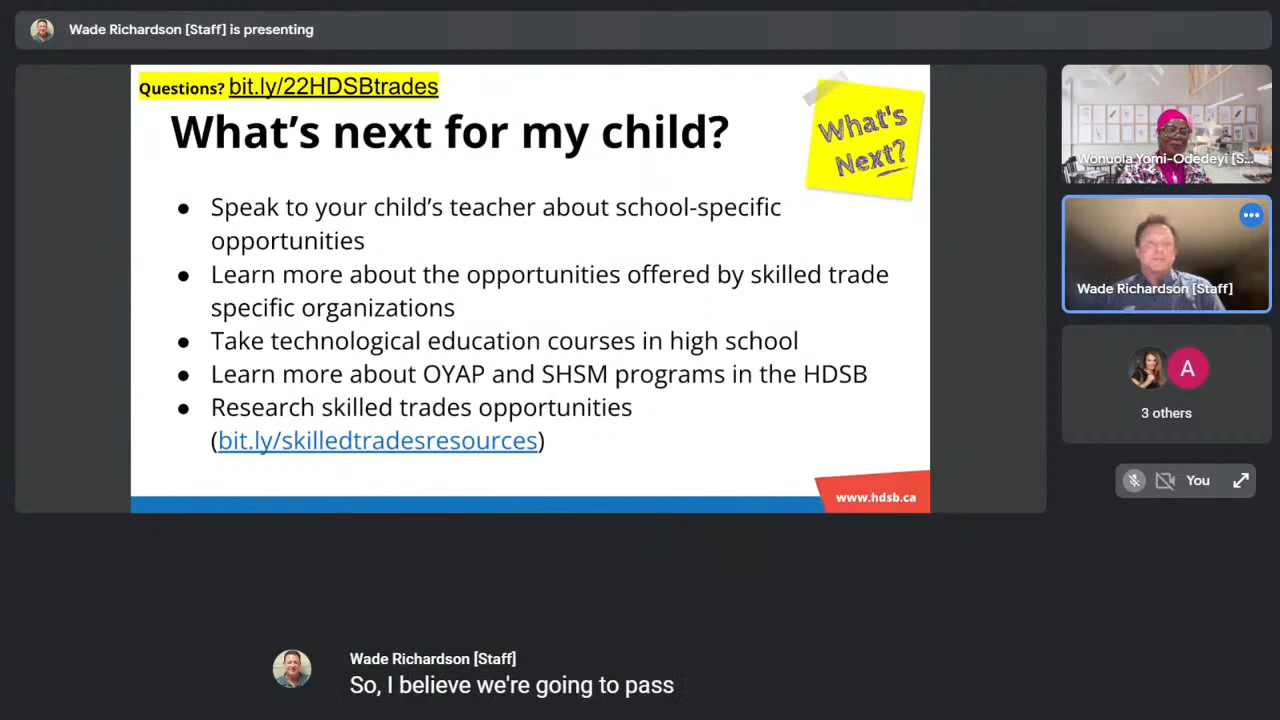 Wade Richardson [Staff] is presenting
Questions? bit.ly/22HDSBtrades
What's next for my child?
What's
Next?
● Speak to your child's teacher about school-specific
opportunities
● Learn more about the opportunities offered by skilled trade
specific organizations
● Take technological education courses in high school
● Learn more about OYAP and SHSM programs in the HDSB
● Research skilled trades opportunities
(bit.ly/skilledtradesresources)
www.hdsb.ca
Wonuola Yomi-Odedeyi [S...
Wade Richardson [Staff]
A
3 others
You
Wade Richardson [Staff]
So, I believe we're going to pass